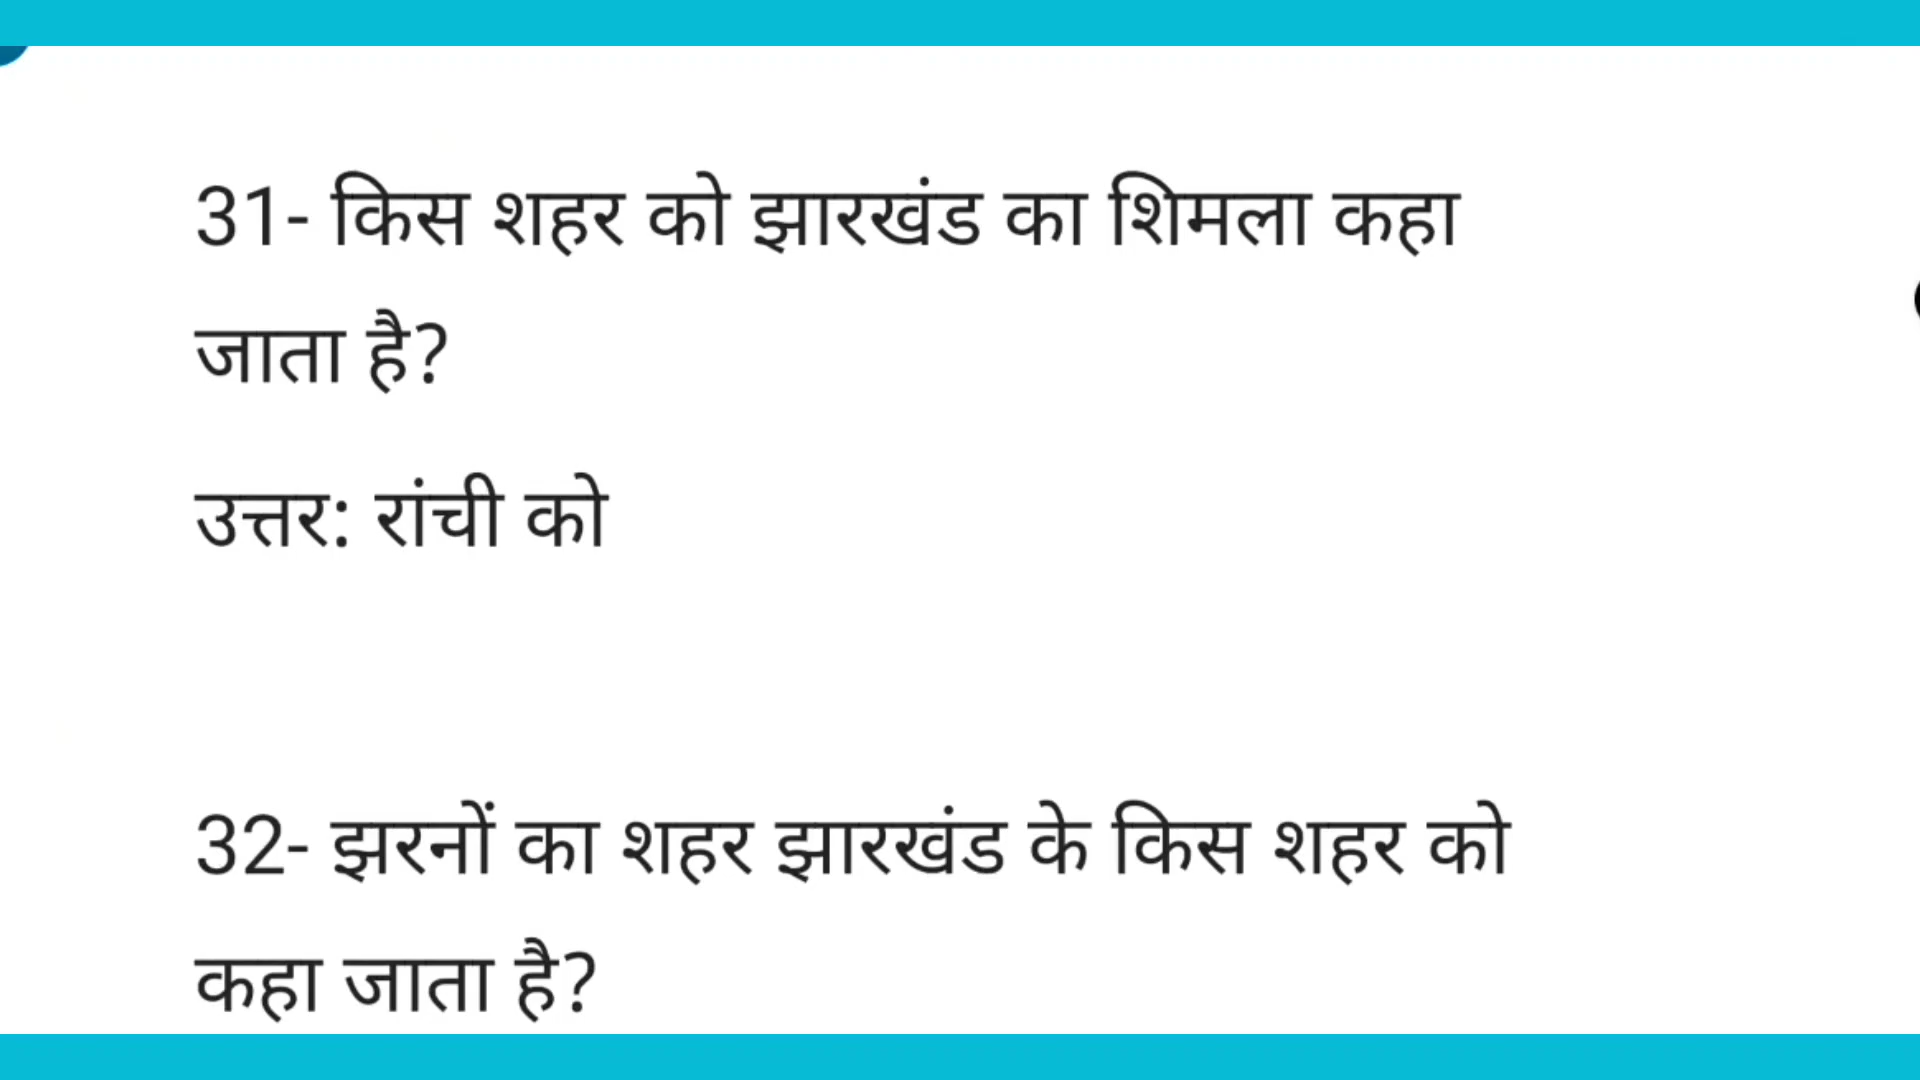 31- किस शहर को झारखंड का शिमला कहा
जाता है?
उत्तर: रांची को
32- झरनों का शहर झारखंड के किस शहर को
कहा जाता है?